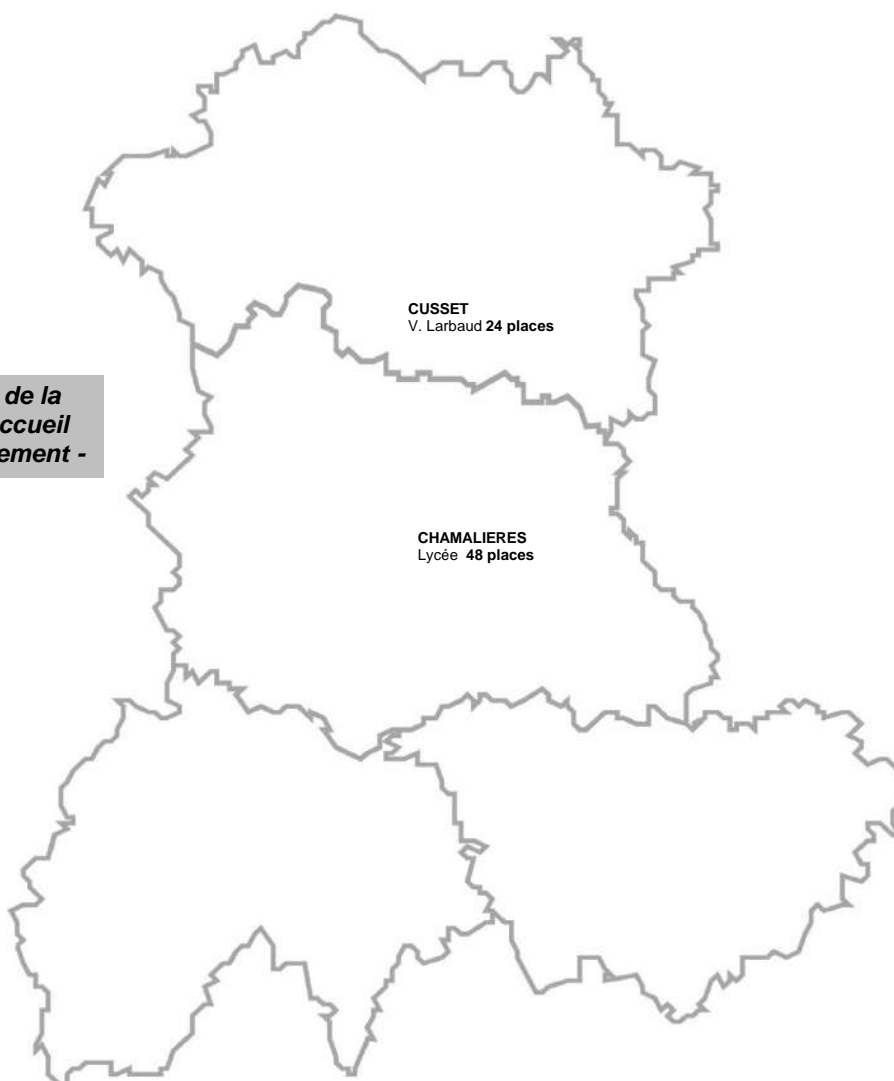 CUSSET
V. Larbaud 24 places
de la
ccueil
ement -
CHAMALIERES
Lycée 48 places